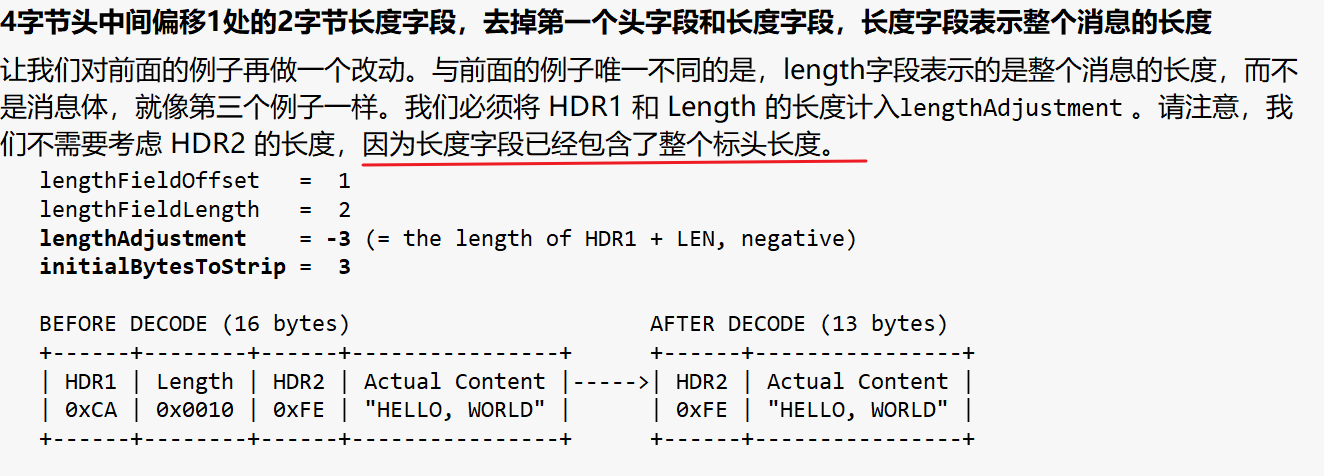 4字节头中间偏移1处的2字节长度字段，去掉第一个头字段和长度字段，长度字段表示整个消息的长度
让我们对前面的例子再做一个改动。与前面的例子唯一不同的是，length字段表示的是整个消息的长度，而不
是消息体，就像第三个例子一样。我们必须将 HDR1 和 Length 的长度计入lengthAdjustment 。请注意，我
们不需要考虑 HDR2 的长度，因为长度字段已经包含了整个标头长度。
lengthFieldOffset   =  1
lengthFieldLength   =  2
lengthAdjustment    = -3 (= the length of HDR1 + LEN, negative)
initialBytesToStrip =  3
BEFORE DECODE (16 bytes)                       AFTER DECODE (13 bytes)
+------+--------+------+----------------+      +------+----------------+
| HDR1 | Length | HDR2 | Actual Content |----->| HDR2 | Actual Content |
| 0xCA | 0x0010 | 0xFE | "HELLO, WORLD" |      | 0xFE | "HELLO, WORLD" |
+------+--------+------+----------------+      +------+----------------+